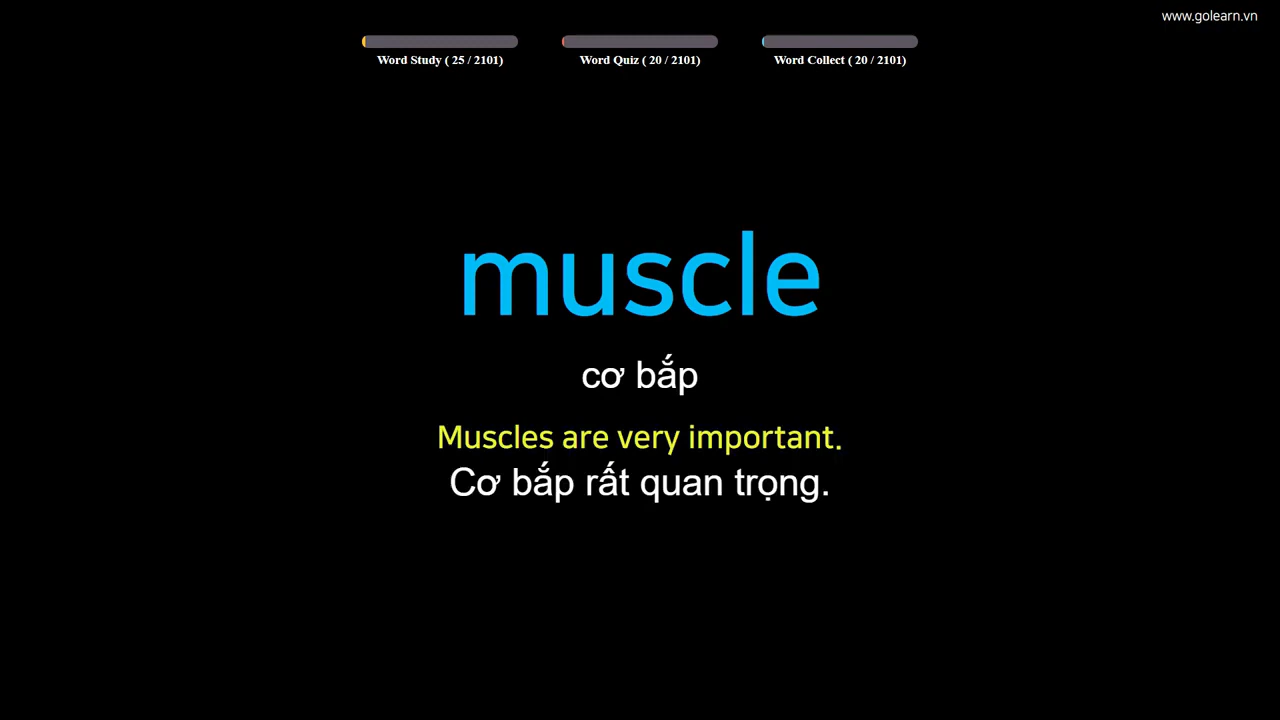 www.golearn.vn
Word Study ( 25 / 2101)
Word Quiz ( 20 / 2101)
Word Collect ( 20 / 2101)
muscle
cơ bắp
Muscles are very important.
Cơ bắp rất quan trọng.